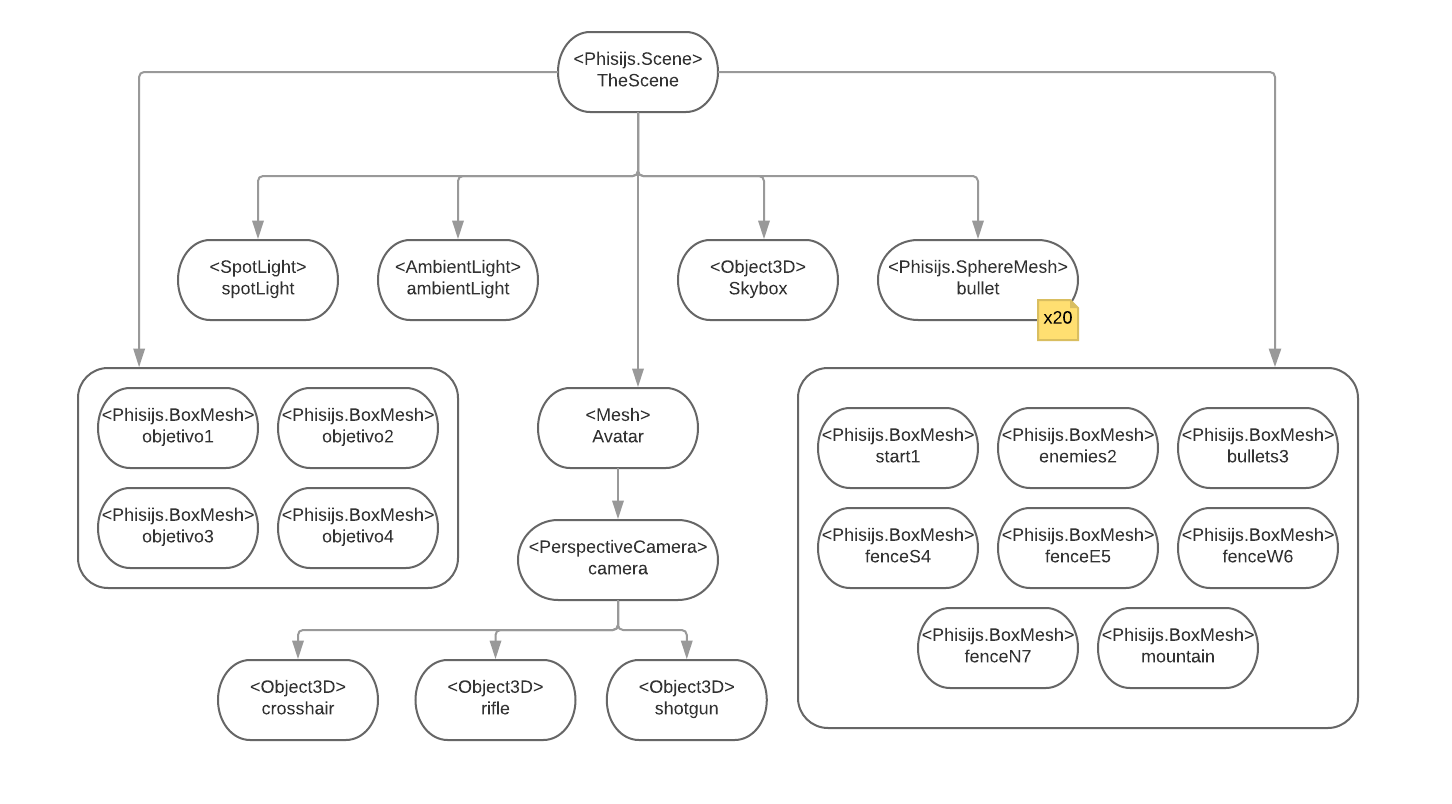 <Phisijs.Scene>
TheScene
<SpotLight>
spotLight
<AmbientLight>
ambientLight
<Object3D>
Skybox
<Phisijs.SphereMesh>
bullet
x20
<Phisijs.BoxMesh>
objetivo1
<Phisijs.BoxMesh>
objetivo2
<Phisijs.BoxMesh>
objetivo3
<Phisijs.BoxMesh>
objetivo4
<Mesh>
Avatar
<PerspectiveCamera>
camera
<Object3D>
crosshair
<Object3D>
rifle
<Object3D>
shotgun
<Phisijs.BoxMesh>
start1
<Phisijs.BoxMesh>
enemies2
<Phisijs.BoxMesh>
bullets3
<Phisijs.BoxMesh>
fenceS4
<Phisijs.BoxMesh>
fenceE5
<Phisijs.BoxMesh>
fenceW6
<Phisijs.BoxMesh>
fenceN7
<Phisijs.BoxMesh>
mountain